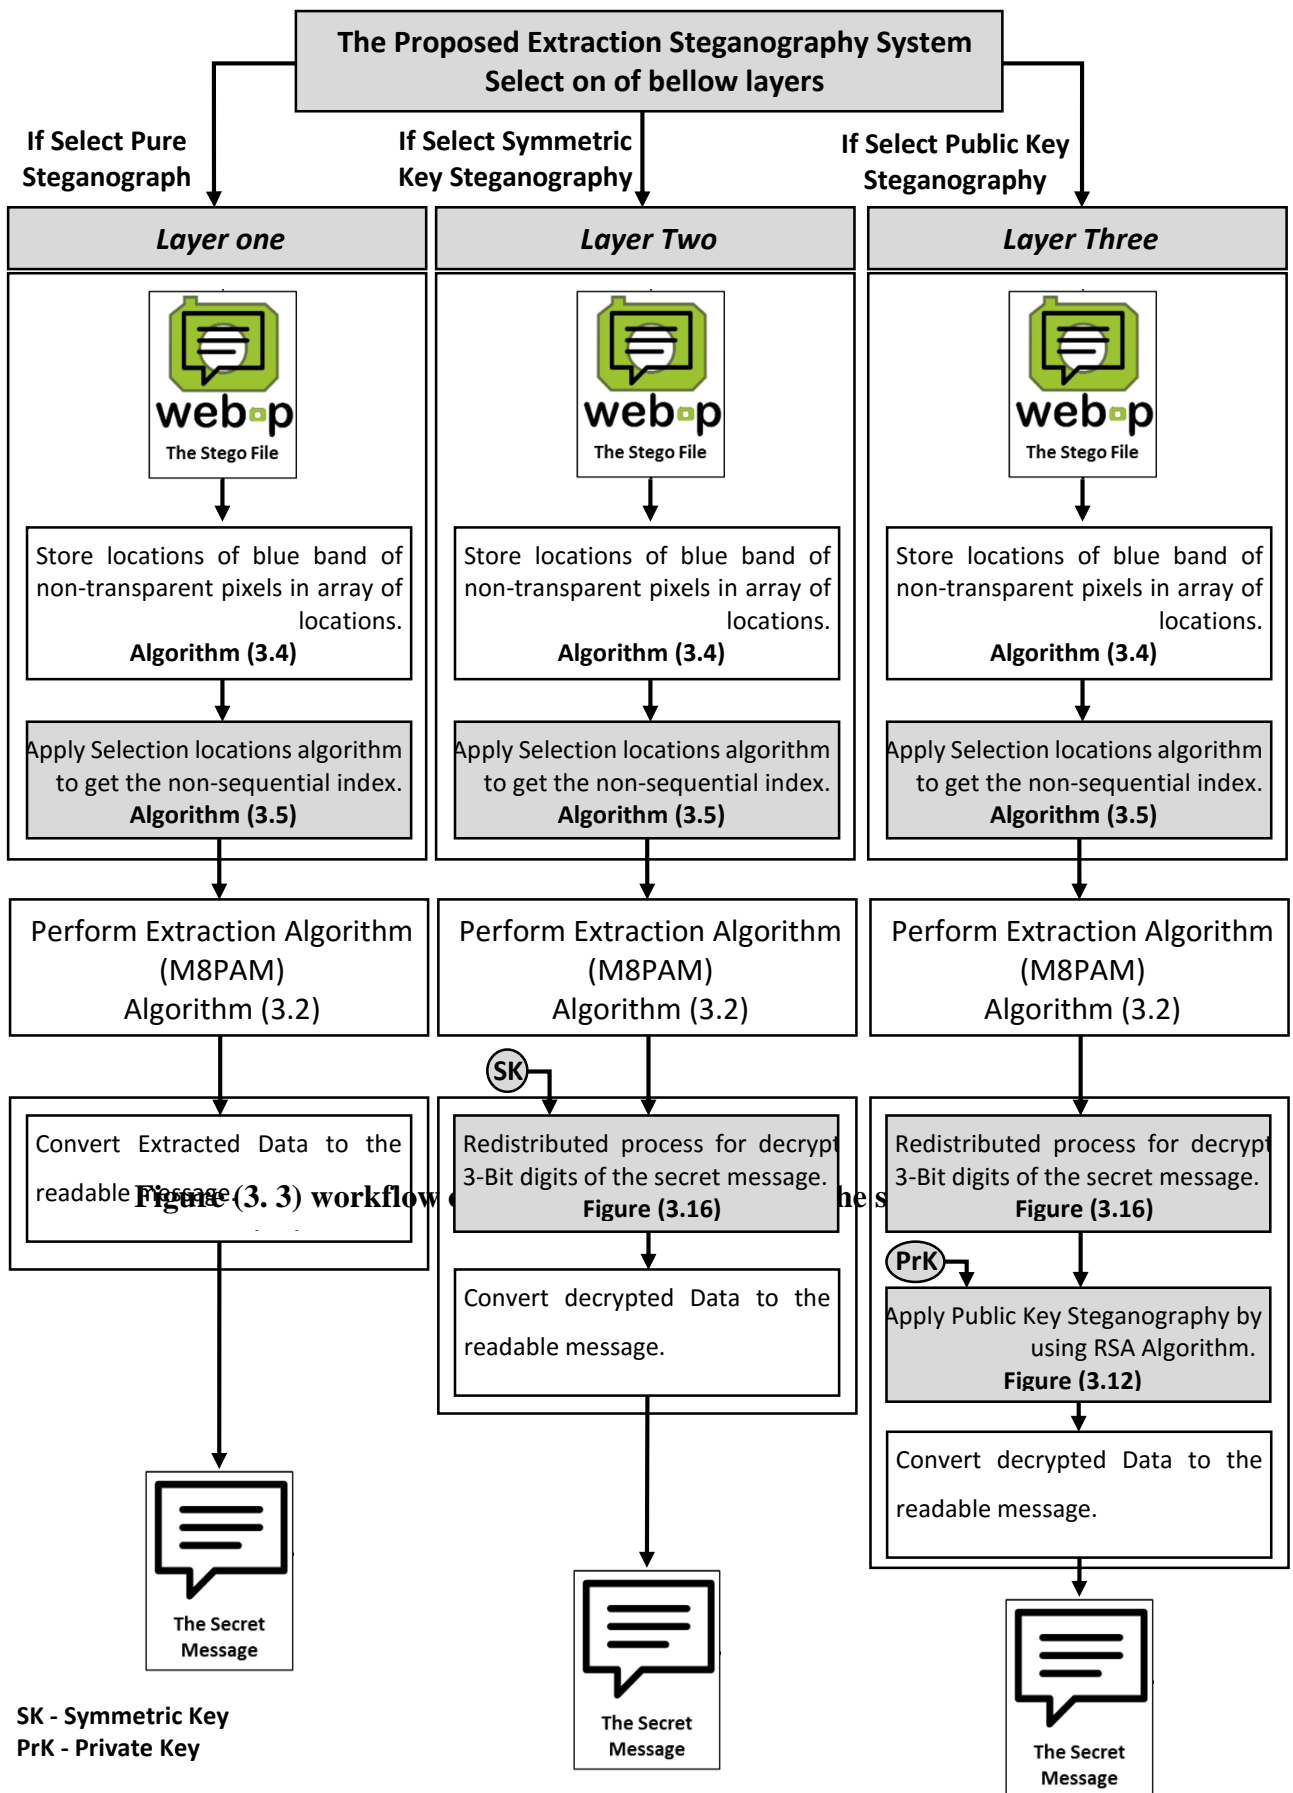 The Proposed Extraction Steganography System
Select on of bellow layers
If Select Pure
Steganograph
If Select Symmetric
Key Steganography
If Select Public Key
Steganography
Layer one
Layer Two
Layer Three
webp
The Stego File
webp
The Stego File
webp
The Stego File
Store locations of blue band of
non-transparent pixels in array of
locations.
Algorithm (3.4)
Store locations of blue band of
non-transparent pixels in array of
locations.
Algorithm (3.4)
Store locations of blue band of
non-transparent pixels in array of
locations.
Algorithm (3.4)
Apply Selection locations algorithm
to get the non-sequential index.
Algorithm (3.5)
Apply Selection locations algorithm
to get the non-sequential index.
Algorithm (3.5)
Apply Selection locations algorithm
to get the non-sequential index.
Algorithm (3.5)
Perform Extraction Algorithm
(M8PAM)
Algorithm (3.2)
Perform Extraction Algorithm
(M8PAM)
Algorithm (3.2)
Perform Extraction Algorithm
(M8PAM)
Algorithm (3.2)
Convert Extracted Data to the
readable message.
SK
Redistributed process for decrypt
3-Bit digits of the secret message.
Figure (3.16)
Convert decrypted Data to the
readable message.
Redistributed process for decrypt
3-Bit digits of the secret message.
Figure (3.16)
PrK
Apply Public Key Steganography by
using RSA Algorithm.
Figure (3.12)
Convert decrypted Data to the
readable message.
Figure (3. 3) workflow
The Secret
Message
The Secret
Message
The Secret
Message
SK - Symmetric Key
PrK - Private Key